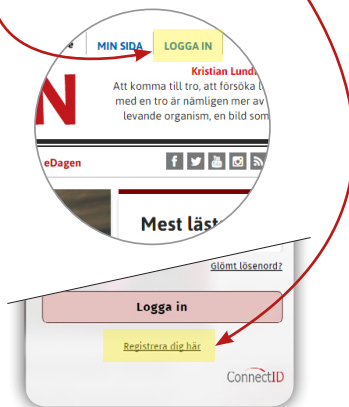 MIN SIDA
LOGGA IN
N
Kristian Lund
Att komma till tro, att försöka
med en tro är nämligen mer av
levande organism, en bild som
eDagen
Mest läst
Glömt lösenord?
Logga in
Registrera dig här
ConnectID